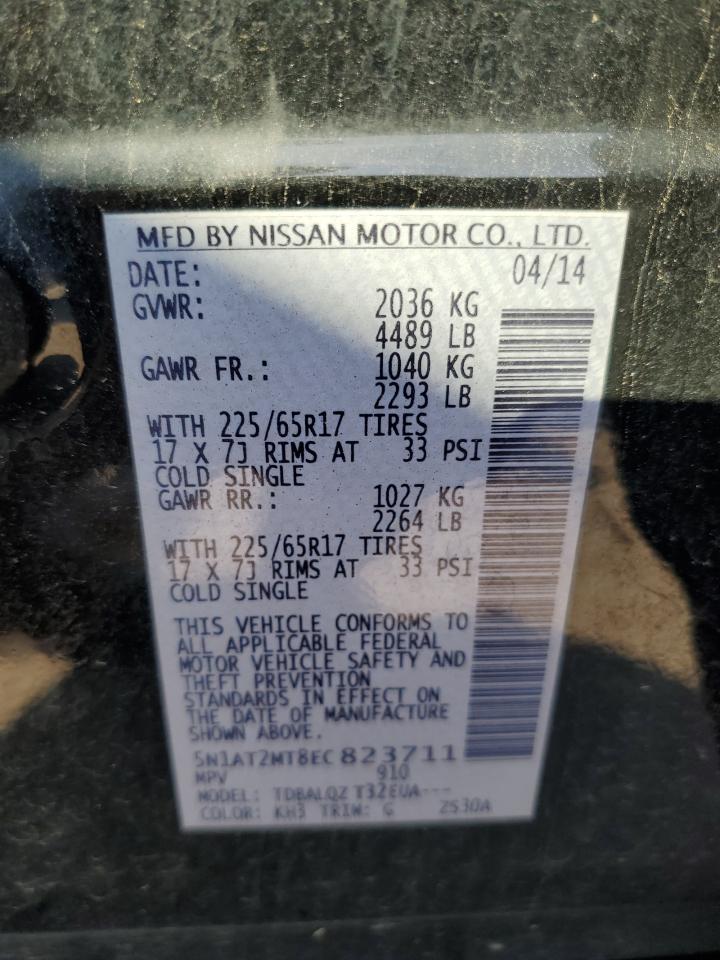 MFD BY NISSAN MOTOR CO., LTD.
DATE: 04/14
GVWR: 2036 KG
4489 LB
GAWR FR.: 1040 KG
2293 LB
WITH 225/65R17 TIRES
17 X 7J RIMS AT 33 PSI
COLD SINGLE
GAWR RR.: 1027 KG
2264 LB
WITH 225/65R17 TIRES
17 X 7J RIMS AT 33 PSI
COLD SINGLE
THIS VEHICLE CONFORMS TO
ALL APPLICABLE FEDERAL
MOTOR VEHICLE SAFETY AND
THEFT PREVENTION
STANDARDS IN EFFECT ON
THE DATE OF MANUFACTURE
SHOWN ABOVE.
5N1AT2MT8EC823711
MPV 910
MODEL: TDBALQZ T32EUA---
COLOR: KH3 TRIM: G 2S30A